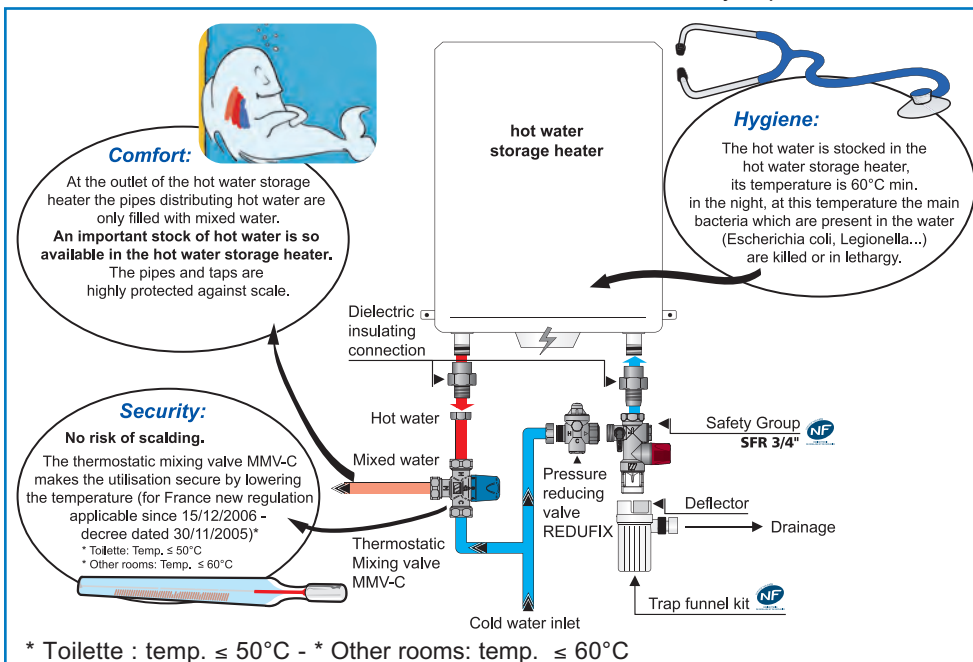 Comfort:
At the outlet of the hot water storage
heater the pipes distributing hot water are
only filled with mixed water.
An important stock of hot water is so
available in the hot water storage heater.
The pipes and taps are
highly protected against scale.
hot water
storage heater
Hygiene:
The hot water is stocked in the
hot water storage heater,
its temperature is 60°C min.
in the night, at this temperature the main
bacteria which are present in the water
(Escherichia coli, Legionella...)
are killed or in lethargy.
Dielectric
insulating
connection
Hot water
Mixed water
Security:
No risk of scalding.
The thermostatic mixing valve MMV-C
makes the utilisation secure by lowering
the temperature (for France new regulation
applicable since 15/12/2006 -
decree dated 30/11/2005)*
* Toilette: Temp. ≤ 50°C
* Other rooms: Temp. ≤ 60°C
Thermostatic
Mixing valve
MMV-C
Pressure
reducing
valve
REDUFIX
Safety Group
SFR 3/4"
NF
Deflector
Drainage
Trap funnel kit
NF
Cold water inlet
H
C
M
C
* Toilette : temp. ≤ 50°C - * Other rooms: temp. ≤ 60°C